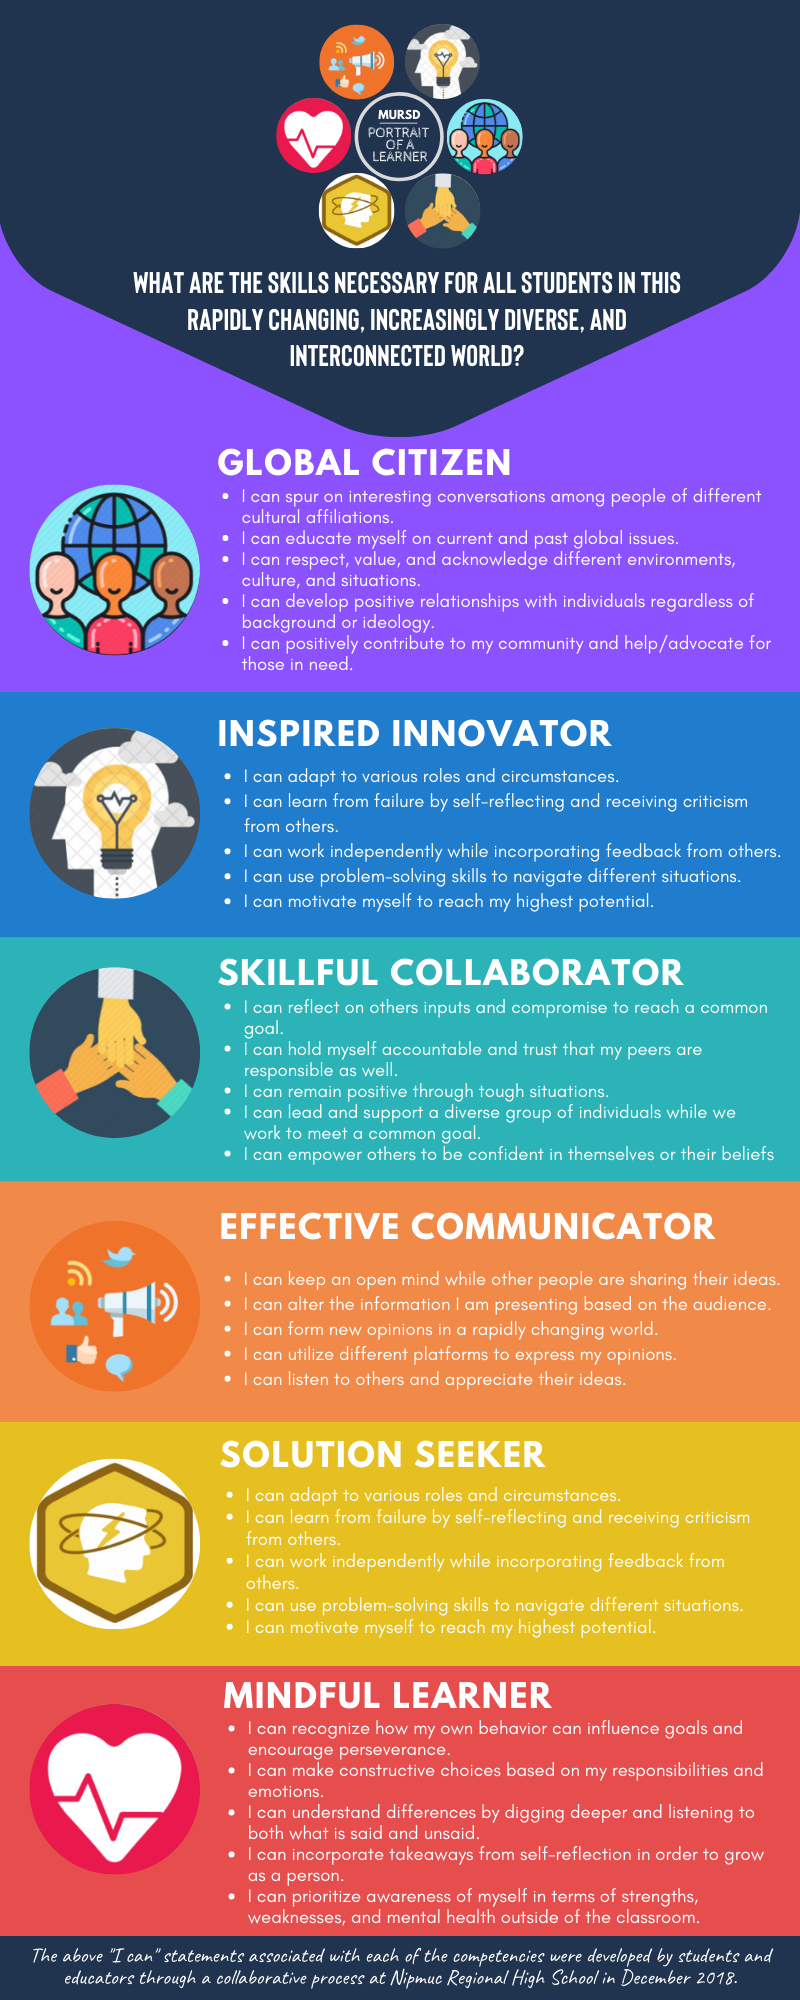 MURSD
PORTRAIT
OF A
LEARNER
WHAT ARE THE SKILLS NECESSARY FOR ALL STUDENTS IN THIS
RAPIDLY CHANGING, INCREASINGLY DIVERSE, AND
INTERCONNECTED WORLD?
GLOBAL CITIZEN
• I can spur on interesting conversations among people of different
cultural affiliations.
• I can educate myself on current and past global issues.
• I can respect, value, and acknowledge different environments,
culture, and situations.
• I can develop positive relationships with individuals regardless of
background or ideology.
• I can positively contribute to my community and help/advocate for
those in need.
INSPIRED INNOVATOR
• I can adapt to various roles and circumstances.
• I can learn from failure by self-reflecting and receiving criticism
from others.
• I can work independently while incorporating feedback from others.
• I can use problem-solving skills to navigate different situations.
• I can motivate myself to reach my highest potential.
SKILLFUL COLLABORATOR
• I can reflect on others inputs and compromise to reach a common
goal.
• I can hold myself accountable and trust that my peers are
responsible as well.
• I can remain positive through tough situations.
• I can lead and support a diverse group of individuals while we
work to meet a common goal.
• I can empower others to be confident in themselves or their beliefs
EFFECTIVE COMMUNICATOR
• I can keep an open mind while other people are sharing their ideas.
• I can alter the information I am presenting based on the audience.
• I can form new opinions in a rapidly changing world.
• I can utilize different platforms to express my opinions.
• I can listen to others and appreciate their ideas.
SOLUTION SEEKER
• I can adapt to various roles and circumstances.
• I can learn from failure by self-reflecting and receiving criticism
from others.
• I can work independently while incorporating feedback from
others.
• I can use problem-solving skills to navigate different situations.
• I can motivate myself to reach my highest potential.
MINDFUL LEARNER
• I can recognize how my own behavior can influence goals and
encourage perseverance.
• I can make constructive choices based on my responsibilities and
emotions.
• I can understand differences by digging deeper and listening to
both what is said and unsaid.
• I can incorporate takeaways from self-reflection in order to grow
as a person.
• I can prioritize awareness of myself in terms of strengths,
weaknesses, and mental health outside of the classroom.
The above "I can" statements associated with each of the competencies were developed by students and
educators through a collaborative process at Nipmuc Regional High School in December 2018.